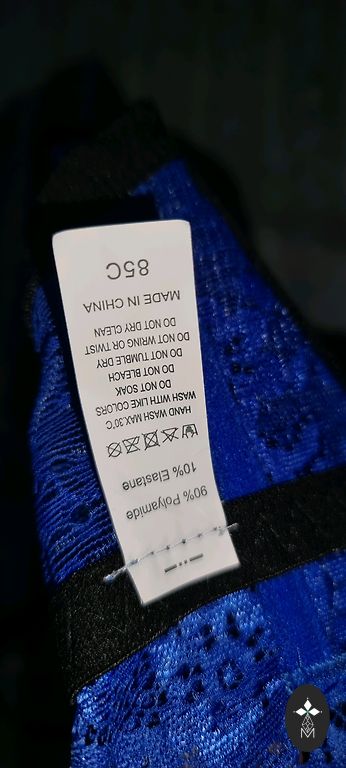 90% Polyamide
10% Elastane
HAND WASH MAX.30°C
WASH WITH LIKE COLORS
DO NOT SOAK
DO NOT BLEACH
DO NOT TUMBLE DRY
DO NOT WRING OR TWIST
DO NOT DRY CLEAN
MADE IN CHINA
85C
M